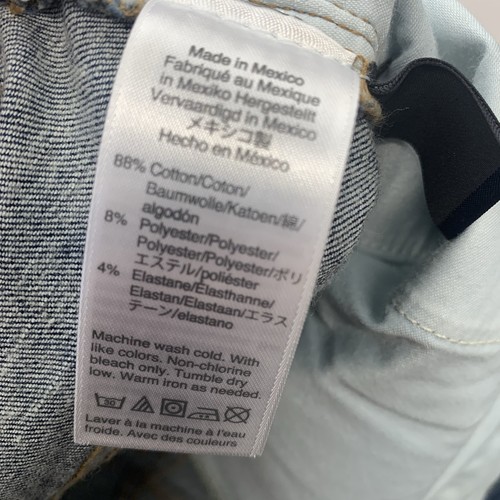 Made in Mexico
Fabriqué au Mexique
in Mexiko Hergestellt
Vervaardigd in Mexico
メキシコ製
Hecho en México
88% Cotton/Coton/
Baumwolle/Katoen/綿/
algodón
8% Polyester/Polyester/
Polyester/Polyester/ポリ
エステル/poliéster
4% Elastane/Élasthanne/
Elastan/Elastaan/エラス
テーン/elastano
Machine wash cold. With
like colors. Non-chlorine
bleach only. Tumble dry
low. Warm iron as needed.
30
Laver à la machine à l'eau
froide. Avec des couleurs